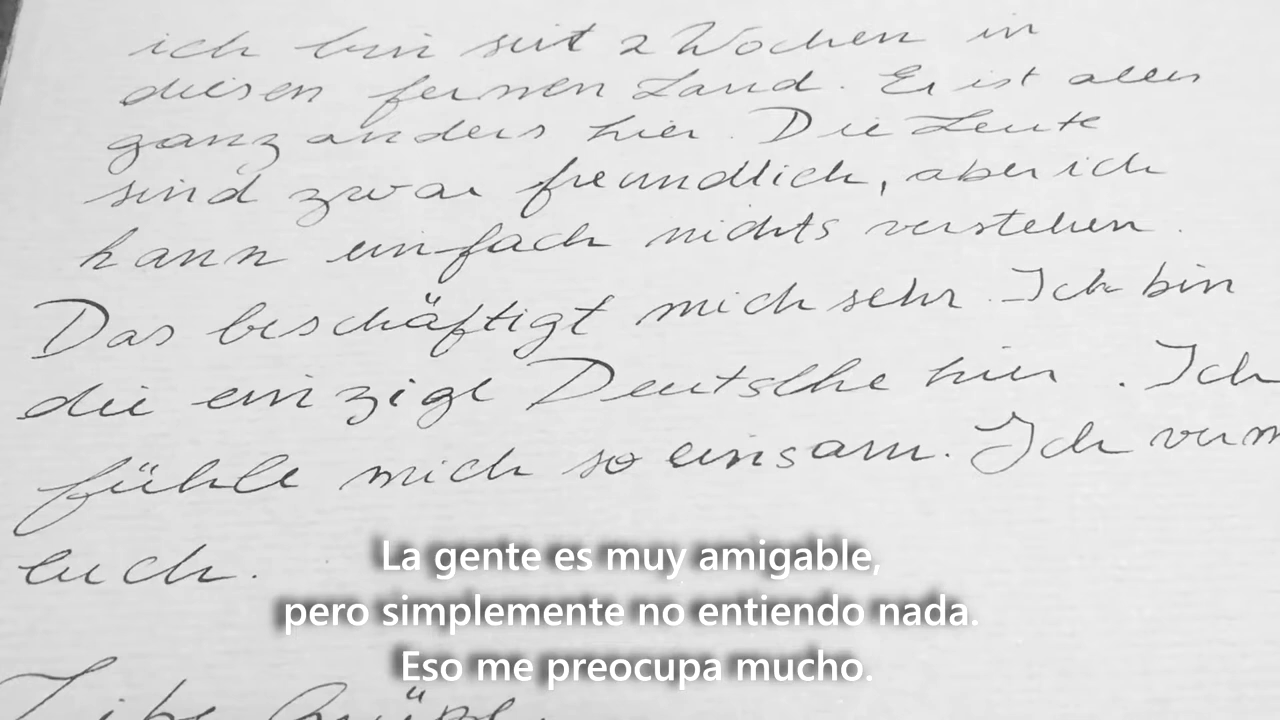 ich bin seit 2 Wochen in
diesen fernen Land. Es ist alles
ganz anders hier. Die Leute
sind zwar freundlich, aber ich
kann einfach nichts verstehen.
Das beschäftigt mich sehr. Ich bin
die einzige Deutsche hier. Ich
fühle mich so einsam. Ich verm
euch.
La gente es muy amigable,
pero simplemente no entiendo nada.
Eso me preocupa mucho.
Liebe Grüße